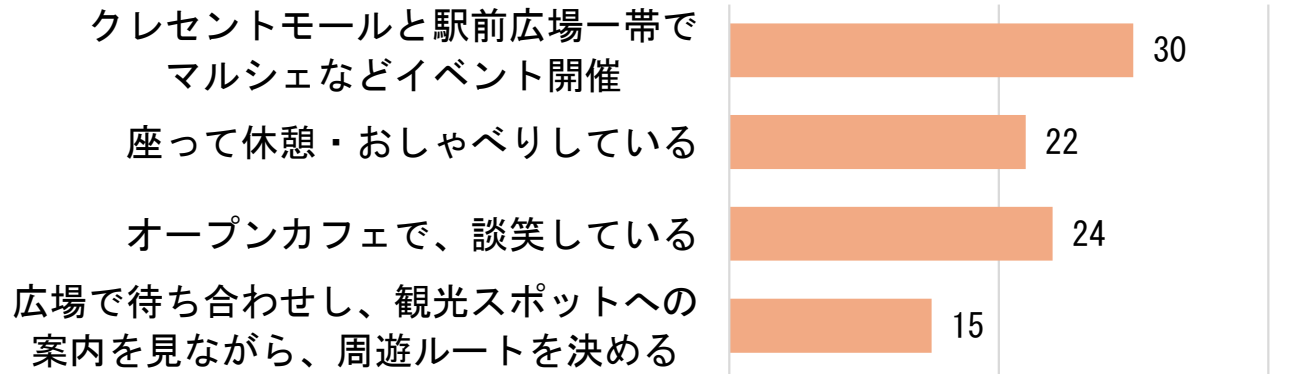 クレセントモールと駅前広場一帯で
マルシェなどイベント開催
30
座って休憩・おしゃべりしている
22
オープンカフェで、談笑している
24
広場で待ち合わせし、観光スポットへの
案内を見ながら、周遊ルートを決める
15